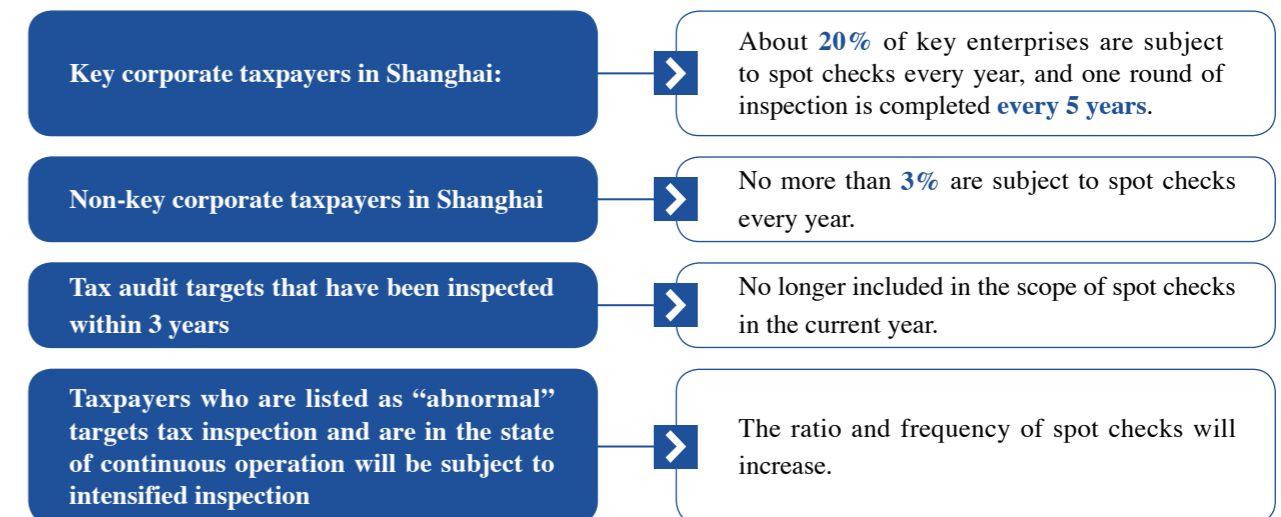 Key corporate taxpayers in Shanghai:
About 20% of key enterprises are subject
to spot checks every year, and one round of
inspection is completed every 5 years.
Non-key corporate taxpayers in Shanghai
No more than 3% are subject to spot checks
every year.
Tax audit targets that have been inspected
within 3 years
No longer included in the scope of spot checks
in the current year.
Taxpayers who are listed as “abnormal”
targets tax inspection and are in the state
of continuous operation will be subject to
intensified inspection
The ratio and frequency of spot checks will
increase.